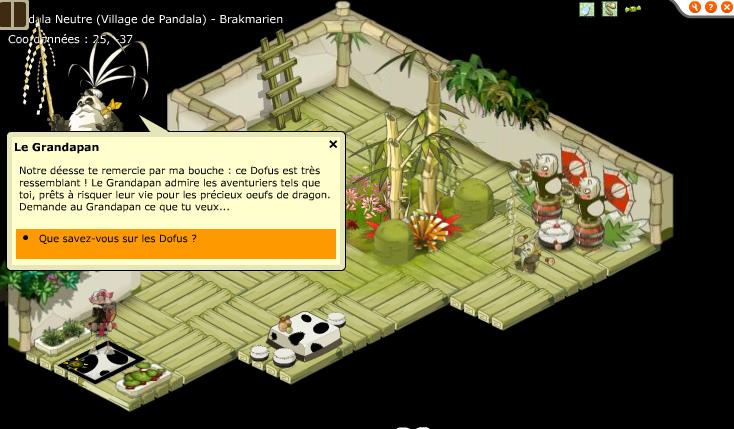 dala Neutre (Village de Pandala) - Brakmarien
Coordonnées : 25, -37
Le Grandapan
Notre déesse te remercie par ma bouche : ce Dofus est très
ressemblant ! Le Grandapan admire les aventuriers tels que
toi, prêts à risquer leur vie pour les précieux oeufs de dragon.
Demande au Grandapan ce que tu veux...
• Que savez-vous sur les Dofus ?